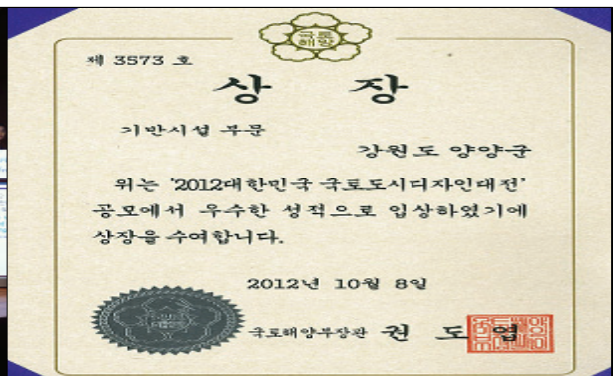 국토
해양
제 3573 호
상 장
기반시설 부문
강원도 양양군
위는 '2012대한민국 국토도시디자인대전'
공모에서 우수한 성적으로 입상하였기에
상장을 수여합니다.
2012년 10월 8일
국토해양부장관 권 도 엽